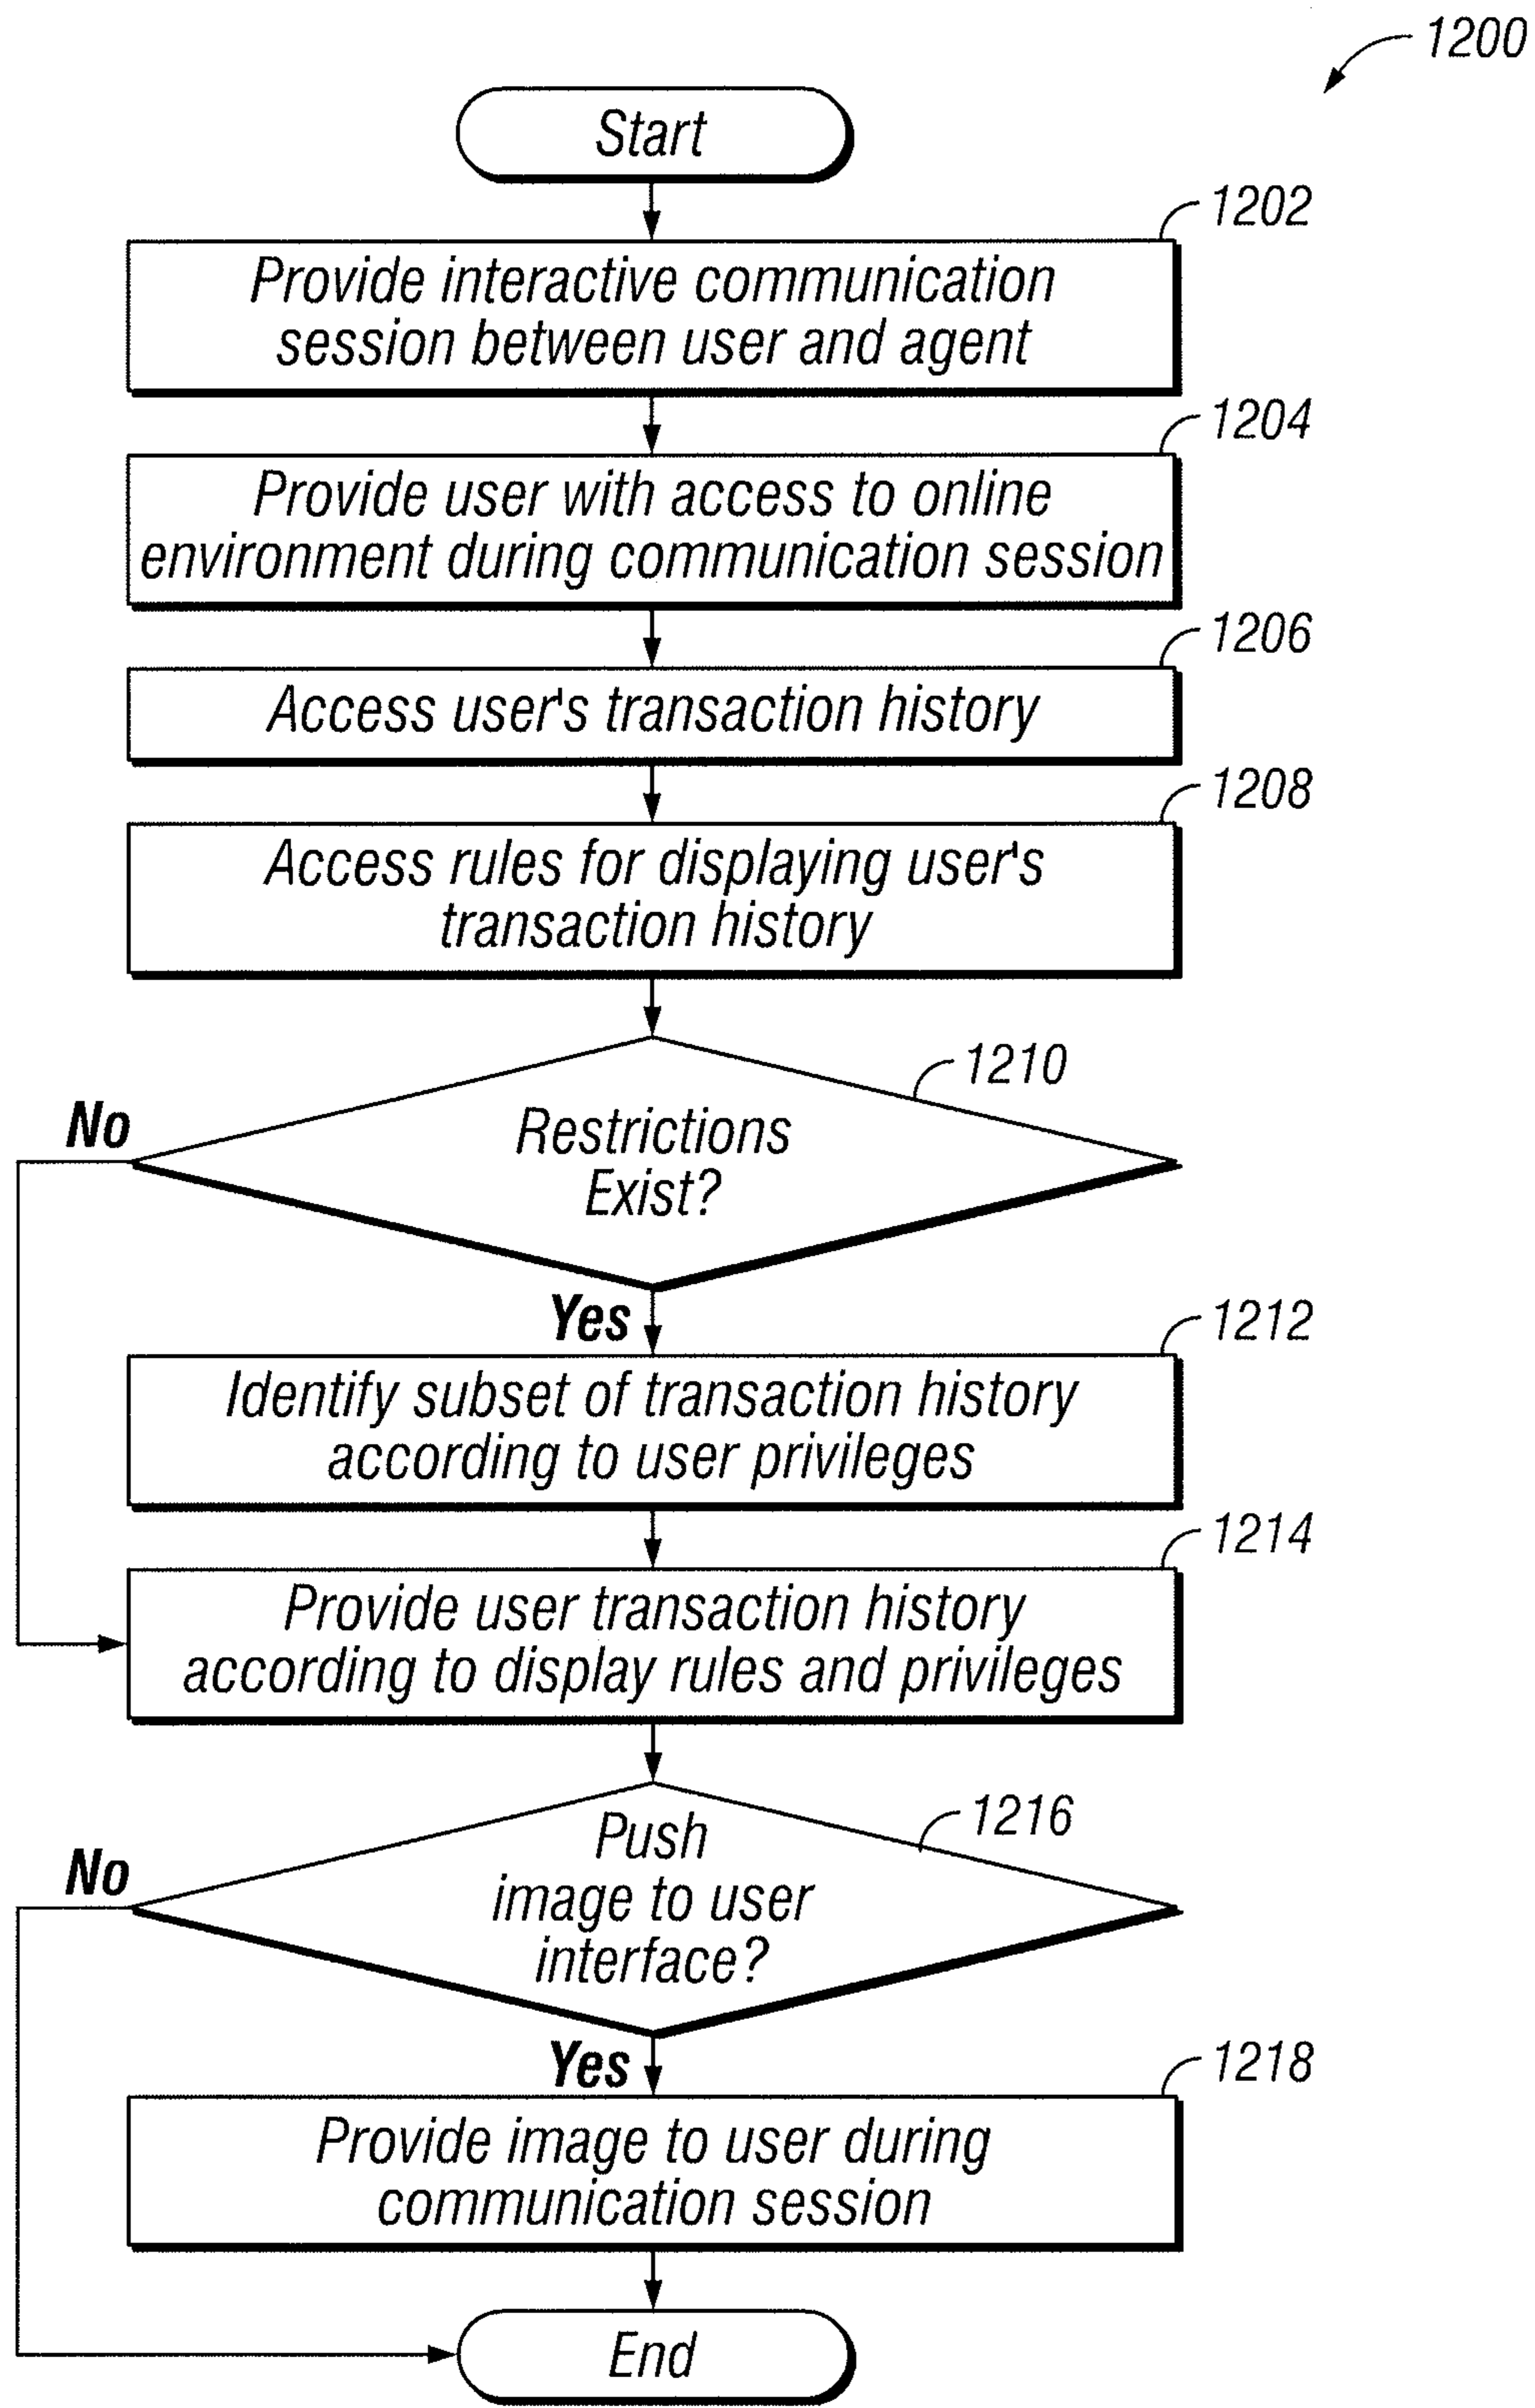 1200
Start
1202
Provide interactive communication
session between user and agent
1204
Provide user with access to online
environment during communication session
1206
Access user's transaction history
1208
Access rules for displaying user's
transaction history
1210
No
Restrictions
Exist?
Yes
1212
Identify subset of transaction history
according to user privileges
1214
Provide user transaction history
according to display rules and privileges
1216
Push
No
image to user
interface?
Yes
1218
Provide image to user during
communication session
End